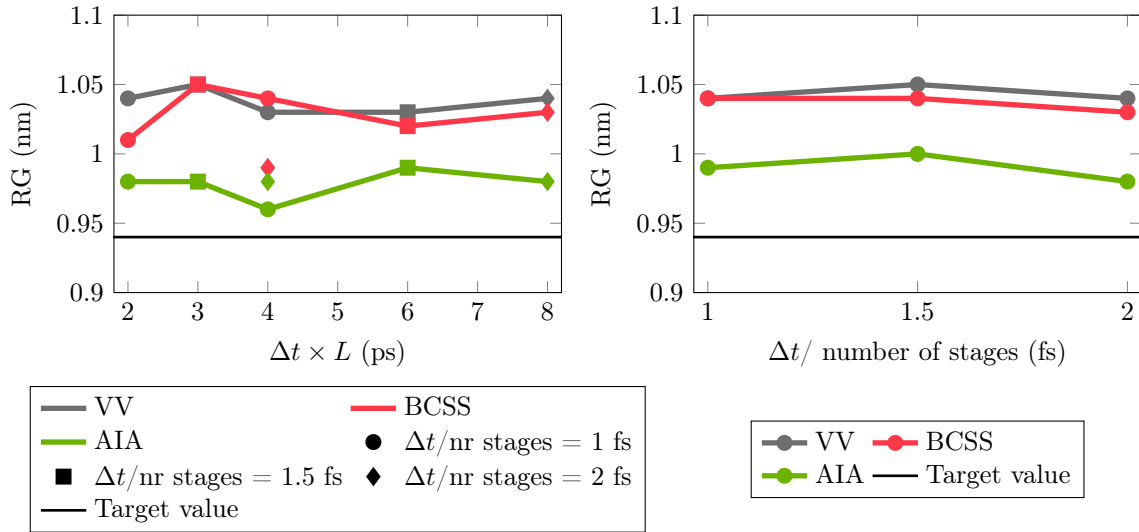 1.1
1.05
1
0.95
0.9
RG (nm)
2 3 4 5 6 7 8
Δt × L (ps)
1.1
1.05
1
0.95
0.9
RG (nm)
1 1.5 2
Δt/ number of stages (fs)
VV BCSS
AIA Δt/nr stages = 1 fs
Δt/nr stages = 1.5 fs Δt/nr stages = 2 fs
Target value
VV BCSS
AIA Target value